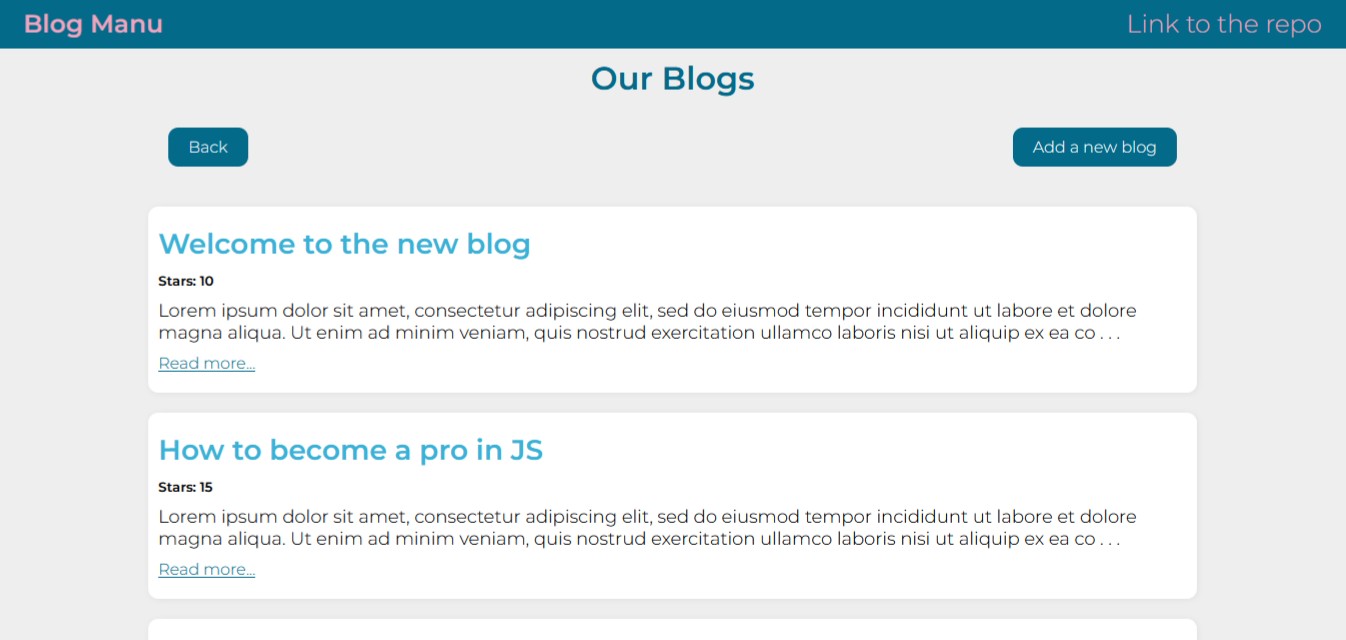 Blog Manu
Link to the repo
Our Blogs
Back
Add a new blog
Welcome to the new blog
Stars: 10
Lorem ipsum dolor sit amet, consectetur adipiscing elit, sed do eiusmod tempor incididunt ut labore et dolore
magna aliqua. Ut enim ad minim veniam, quis nostrud exercitation ullamco laboris nisi ut aliquip ex ea co . . .
Read more...
How to become a pro in JS
Stars: 15
Lorem ipsum dolor sit amet, consectetur adipiscing elit, sed do eiusmod tempor incididunt ut labore et dolore
magna aliqua. Ut enim ad minim veniam, quis nostrud exercitation ullamco laboris nisi ut aliquip ex ea co . . .
Read more...